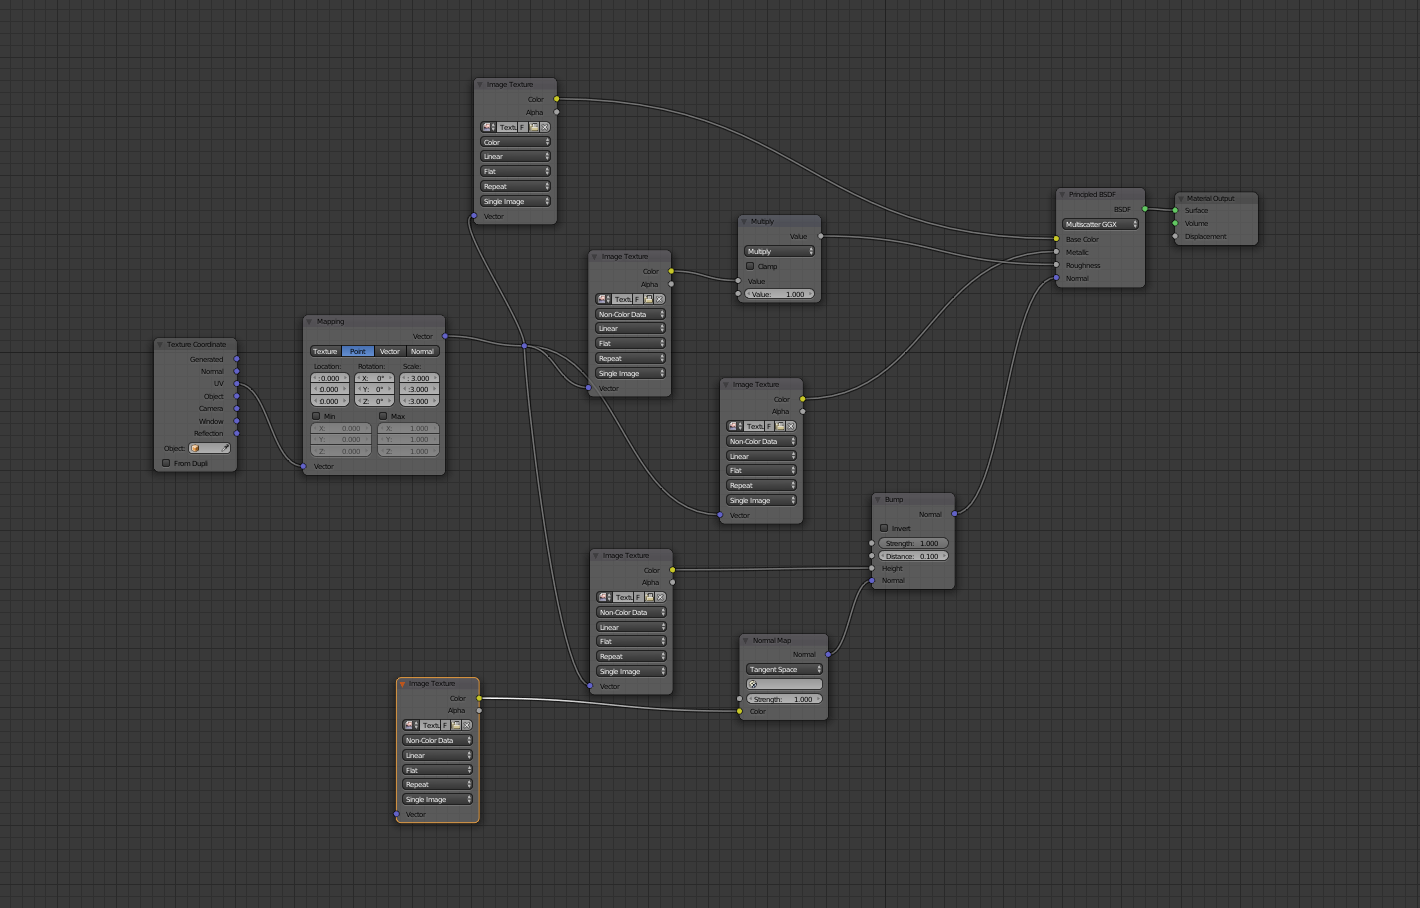 Image Texture
Color
Alpha
Text. F
Color
Linear
Flat
Repeat
Single Image
Vector
Principled BSDF
BSDF
Multiscatter GGX
Base Color
Metallic
Roughness
Normal
Material Output
Surface
Volume
Displacement
Multiply
Value
Multiply
Clamp
Value
Value: 1.000
Image Texture
Color
Alpha
Text. F
Non-Color Data
Linear
Flat
Repeat
Single Image
Vector
Mapping
Vector
Texture Point Vector Normal
Location: Rotation: Scale:
: 0.000 X: 0° : 3.000
0.000 Y: 0° :3.000
:0.000 Z: 0° :3.000
Min Max
X: 0.000 X: 1.000
Y: 0.000 Y: 1.000
Z: 0.000 Z: 1.000
Vector
Texture Coordinate
Generated
Normal
UV
Object
Camera
Window
Reflection
Object:
From Dupli
Image Texture
Color
Alpha
Text. F
Non-Color Data
Linear
Flat
Repeat
Single Image
Vector
Bump
Normal
Invert
Strength: 1.000
Distance: 0.100
Height
Normal
Image Texture
Color
Alpha
Text. F
Non-Color Data
Linear
Flat
Repeat
Single Image
Vector
Normal Map
Normal
Tangent Space
Strength: 1.000
Color
Image Texture
Color
Alpha
Text. F
Non-Color Data
Linear
Flat
Repeat
Single Image
Vector